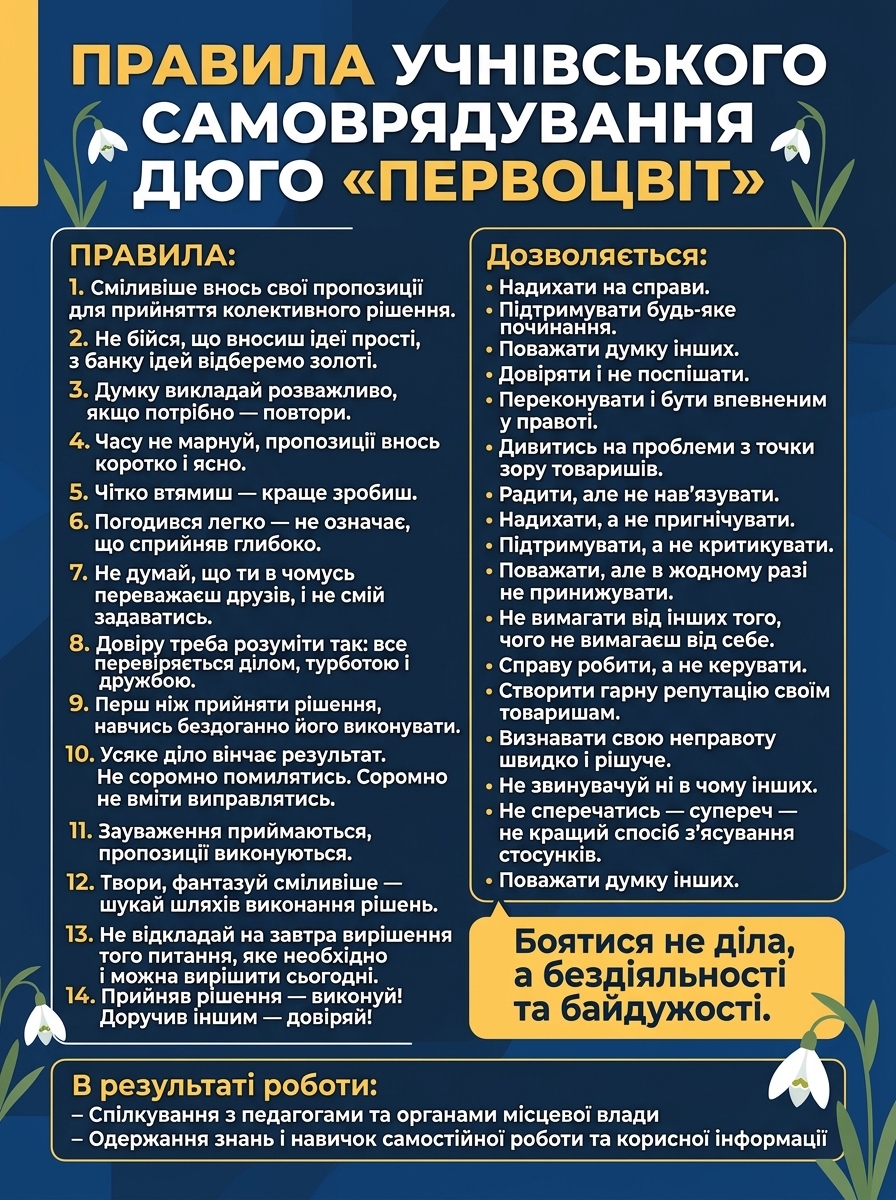 ПРАВИЛА УЧНІВСЬКОГО
САМОВРЯДУВАННЯ
ДЮГО «ПЕРВОЦВІТ»
ПРАВИЛА:
1. Сміливіше внось свої пропозиції
для прийняття колективного рішення.
2. Не бійся, що вносиш ідеї прості,
з банку ідей відберемо золоті.
3. Думку викладай розважливо,
якщо потрібно — повтори.
4. Часу не марнуй, пропозиції внось
коротко і ясно.
5. Чітко втямиш — краще зробиш.
6. Погодився легко — не означає,
що сприйняв глибоко.
7. Не думай, що ти в чомусь
переважаєш друзів, і не смій
задаватись.
8. Довіру треба розуміти так: все
перевіряється ділом, турботою і
дружбою.
9. Перш ніж прийняти рішення,
навчись бездоганно його виконувати.
10. Усяке діло вінчає результат.
Не соромно помилятись. Соромно
не вміти виправлятись.
11. Зауваження приймаються,
пропозиції виконуються.
12. Твори, фантазуй сміливіше —
шукай шляхів виконання рішень.
13. Не відкладай на завтра вирішення
того питання, яке необхідно
і можна вирішити сьогодні.
14. Прийняв рішення — виконуй!
Доручив іншим — довіряй!
Дозволяється:
• Надихати на справи.
• Підтримувати будь-яке
починання.
• Поважати думку інших.
• Довіряти і не поспішати.
• Переконувати і бути впевненим
у правоті.
• Дивитись на проблеми з точки
зору товаришів.
• Радити, але не нав’язувати.
• Надихати, а не пригнічувати.
• Підтримувати, а не критикувати.
• Поважати, але в жодному разі
не принижувати.
• Не вимагати від інших того,
чого не вимагаєш від себе.
• Справу робити, а не керувати.
• Створити гарну репутацію своїм
товаришам.
• Визнавати свою неправоту
швидко і рішуче.
• Не звинувачуй ні в чому інших.
• Не сперечатись — супереч —
не кращий спосіб з’ясування
стосунків.
• Поважати думку інших.
Боятися не діла,
а бездіяльності
та байдужості.
В результаті роботи:
– Спілкування з педагогами та органами місцевої влади
– Одержання знань і навичок самостійної роботи та корисної інформації